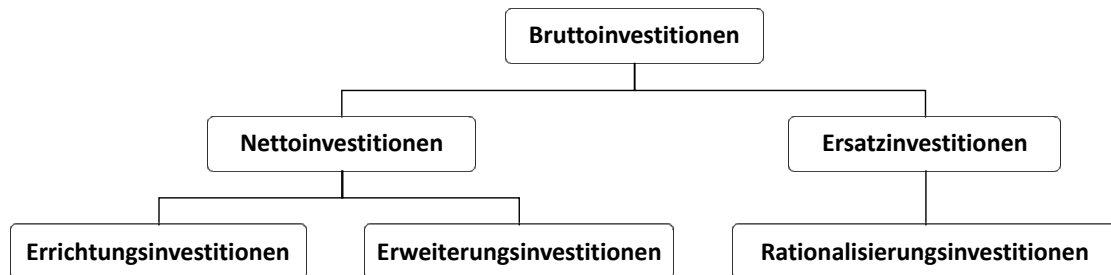 Bruttoinvestitionen
Nettoinvestitionen
Ersatzinvestitionen
Errichtungsinvestitionen
Erweiterungsinvestitionen
Rationalisierungsinvestitionen